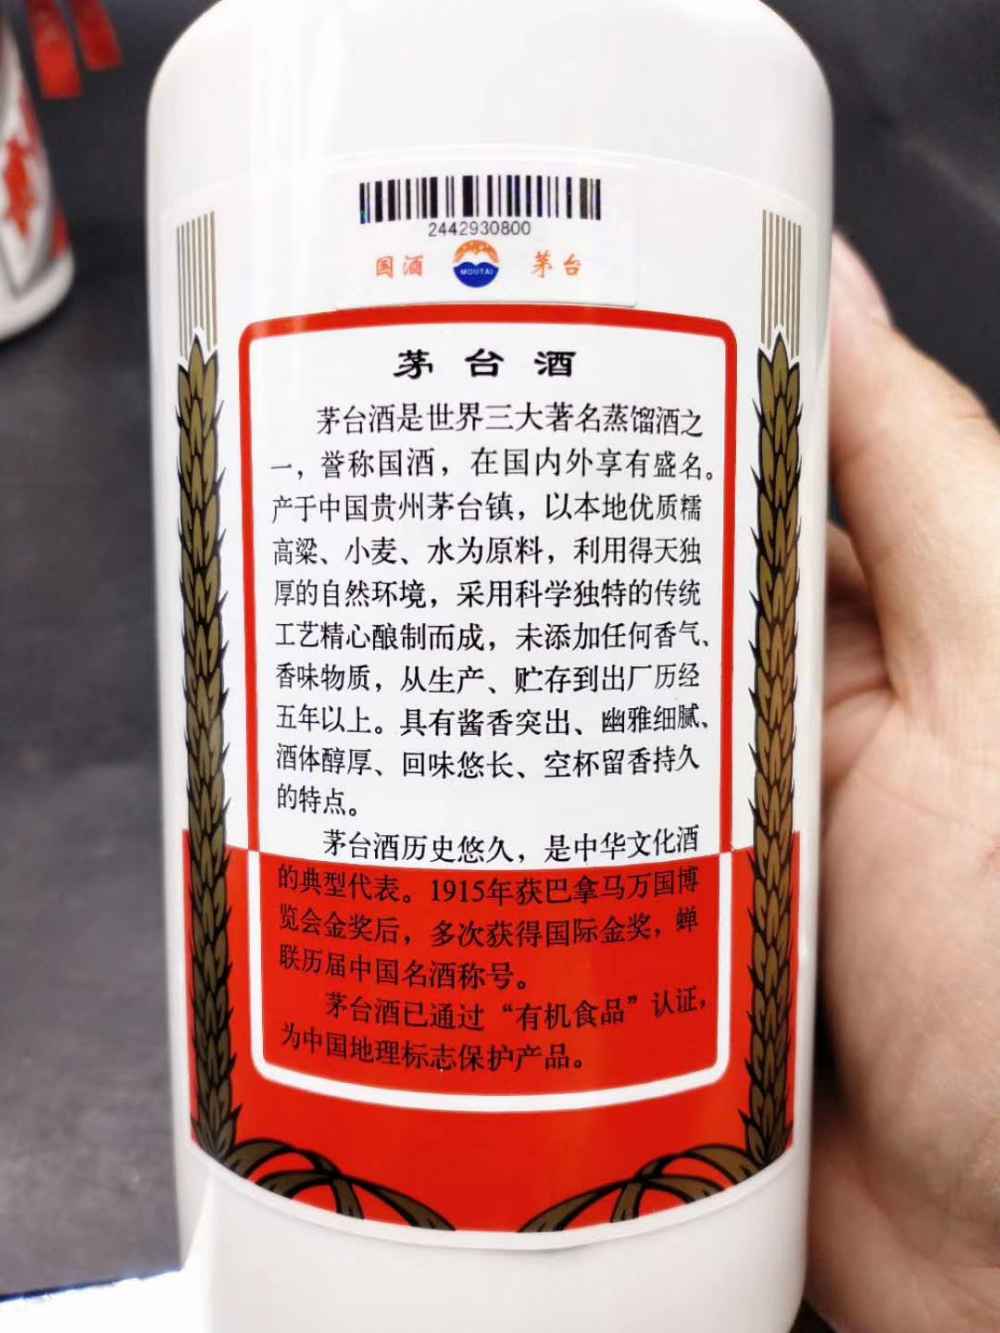 2442930800
国酒 MOUTAI 茅台
茅台酒
茅台酒是世界三大著名蒸馏酒之
一，誉称国酒，在国内外享有盛名。
产于中国贵州茅台镇，以本地优质糯
高粱、小麦、水为原料，利用得天独
厚的自然环境，采用科学独特的传统
工艺精心酿制而成，未添加任何香气、
香味物质，从生产、贮存到出厂历经
五年以上。具有酱香突出、幽雅细腻、
酒体醇厚、回味悠长、空杯留香持久
的特点。
茅台酒历史悠久，是中华文化酒
的典型代表。1915年获巴拿马万国博
览会金奖后，多次获得国际金奖，蝉
联历届中国名酒称号。
茅台酒已通过“有机食品”认证，
为中国地理标志保护产品。